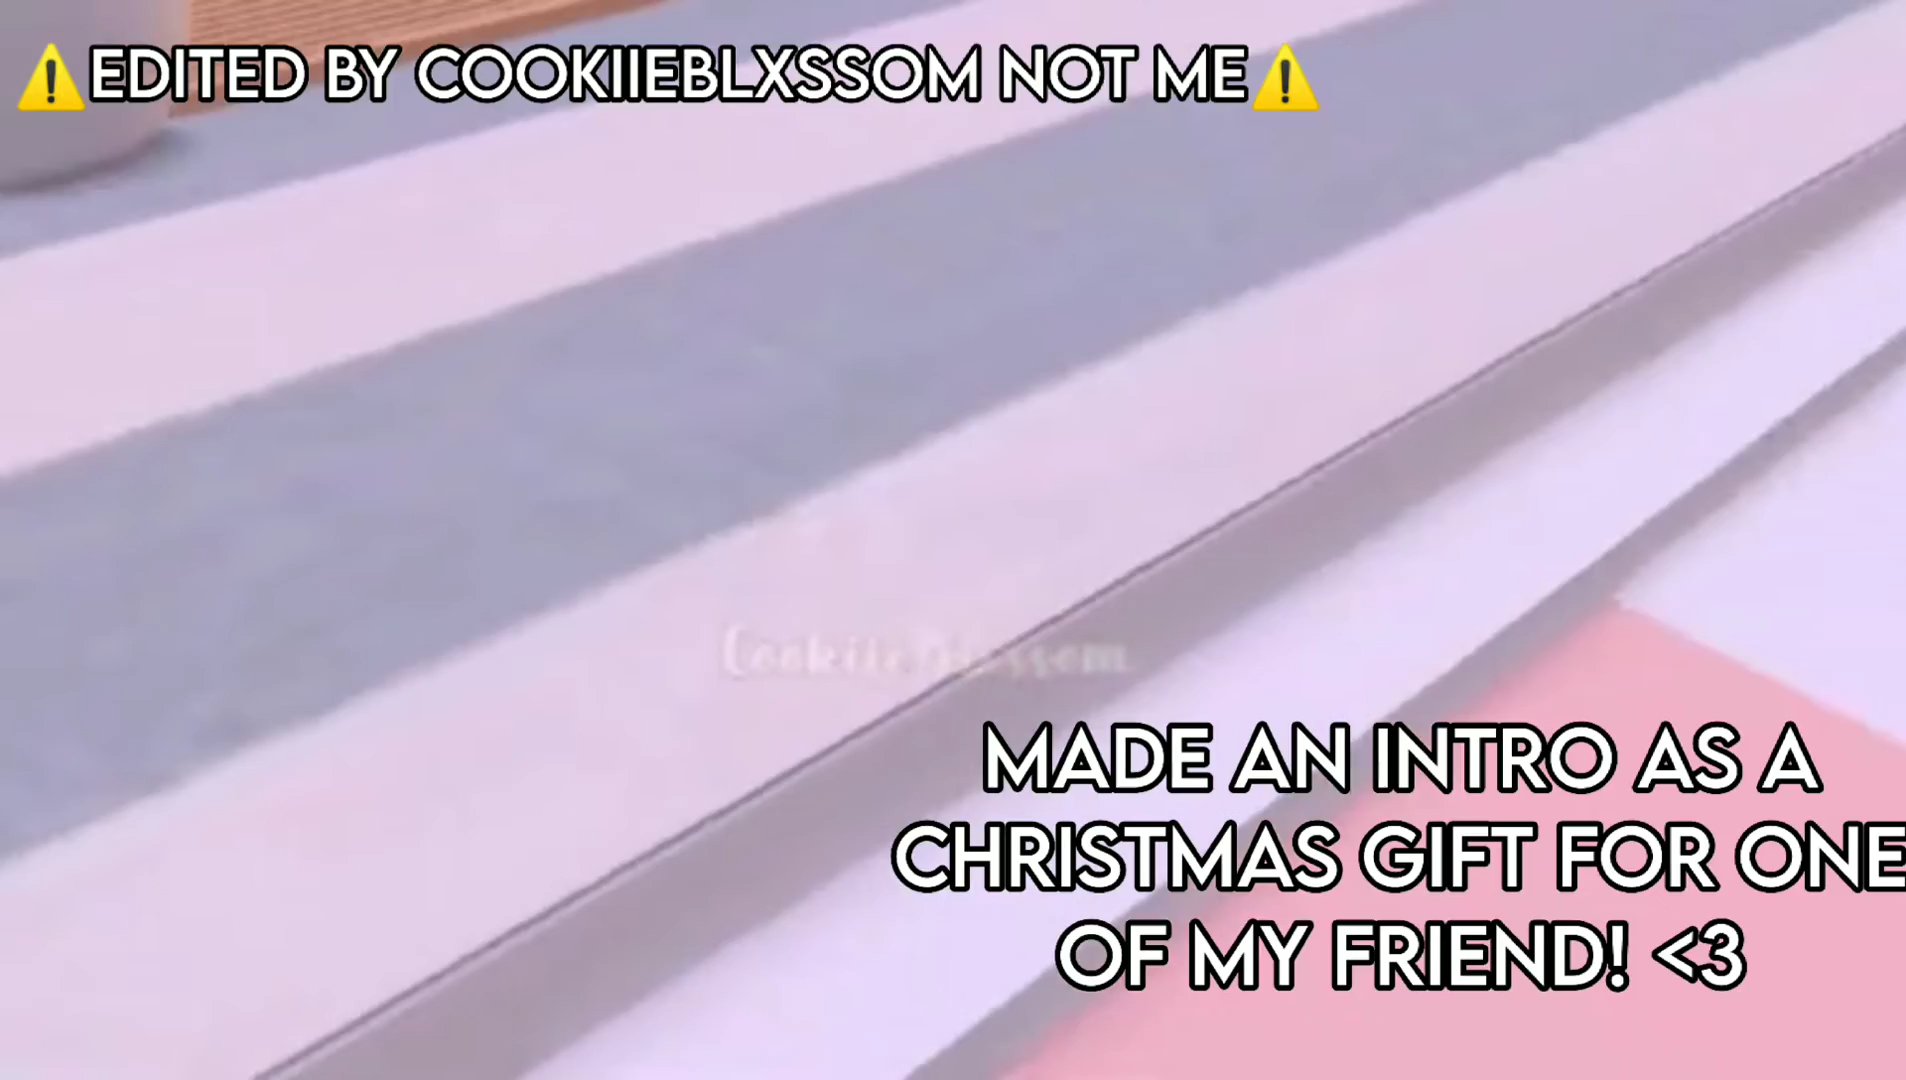 ⚠️EDITED BY COOKIIEBLXSSOM NOT ME⚠️
MADE AN INTRO AS A
CHRISTMAS GIFT FOR ONE
OF MY FRIEND! <3